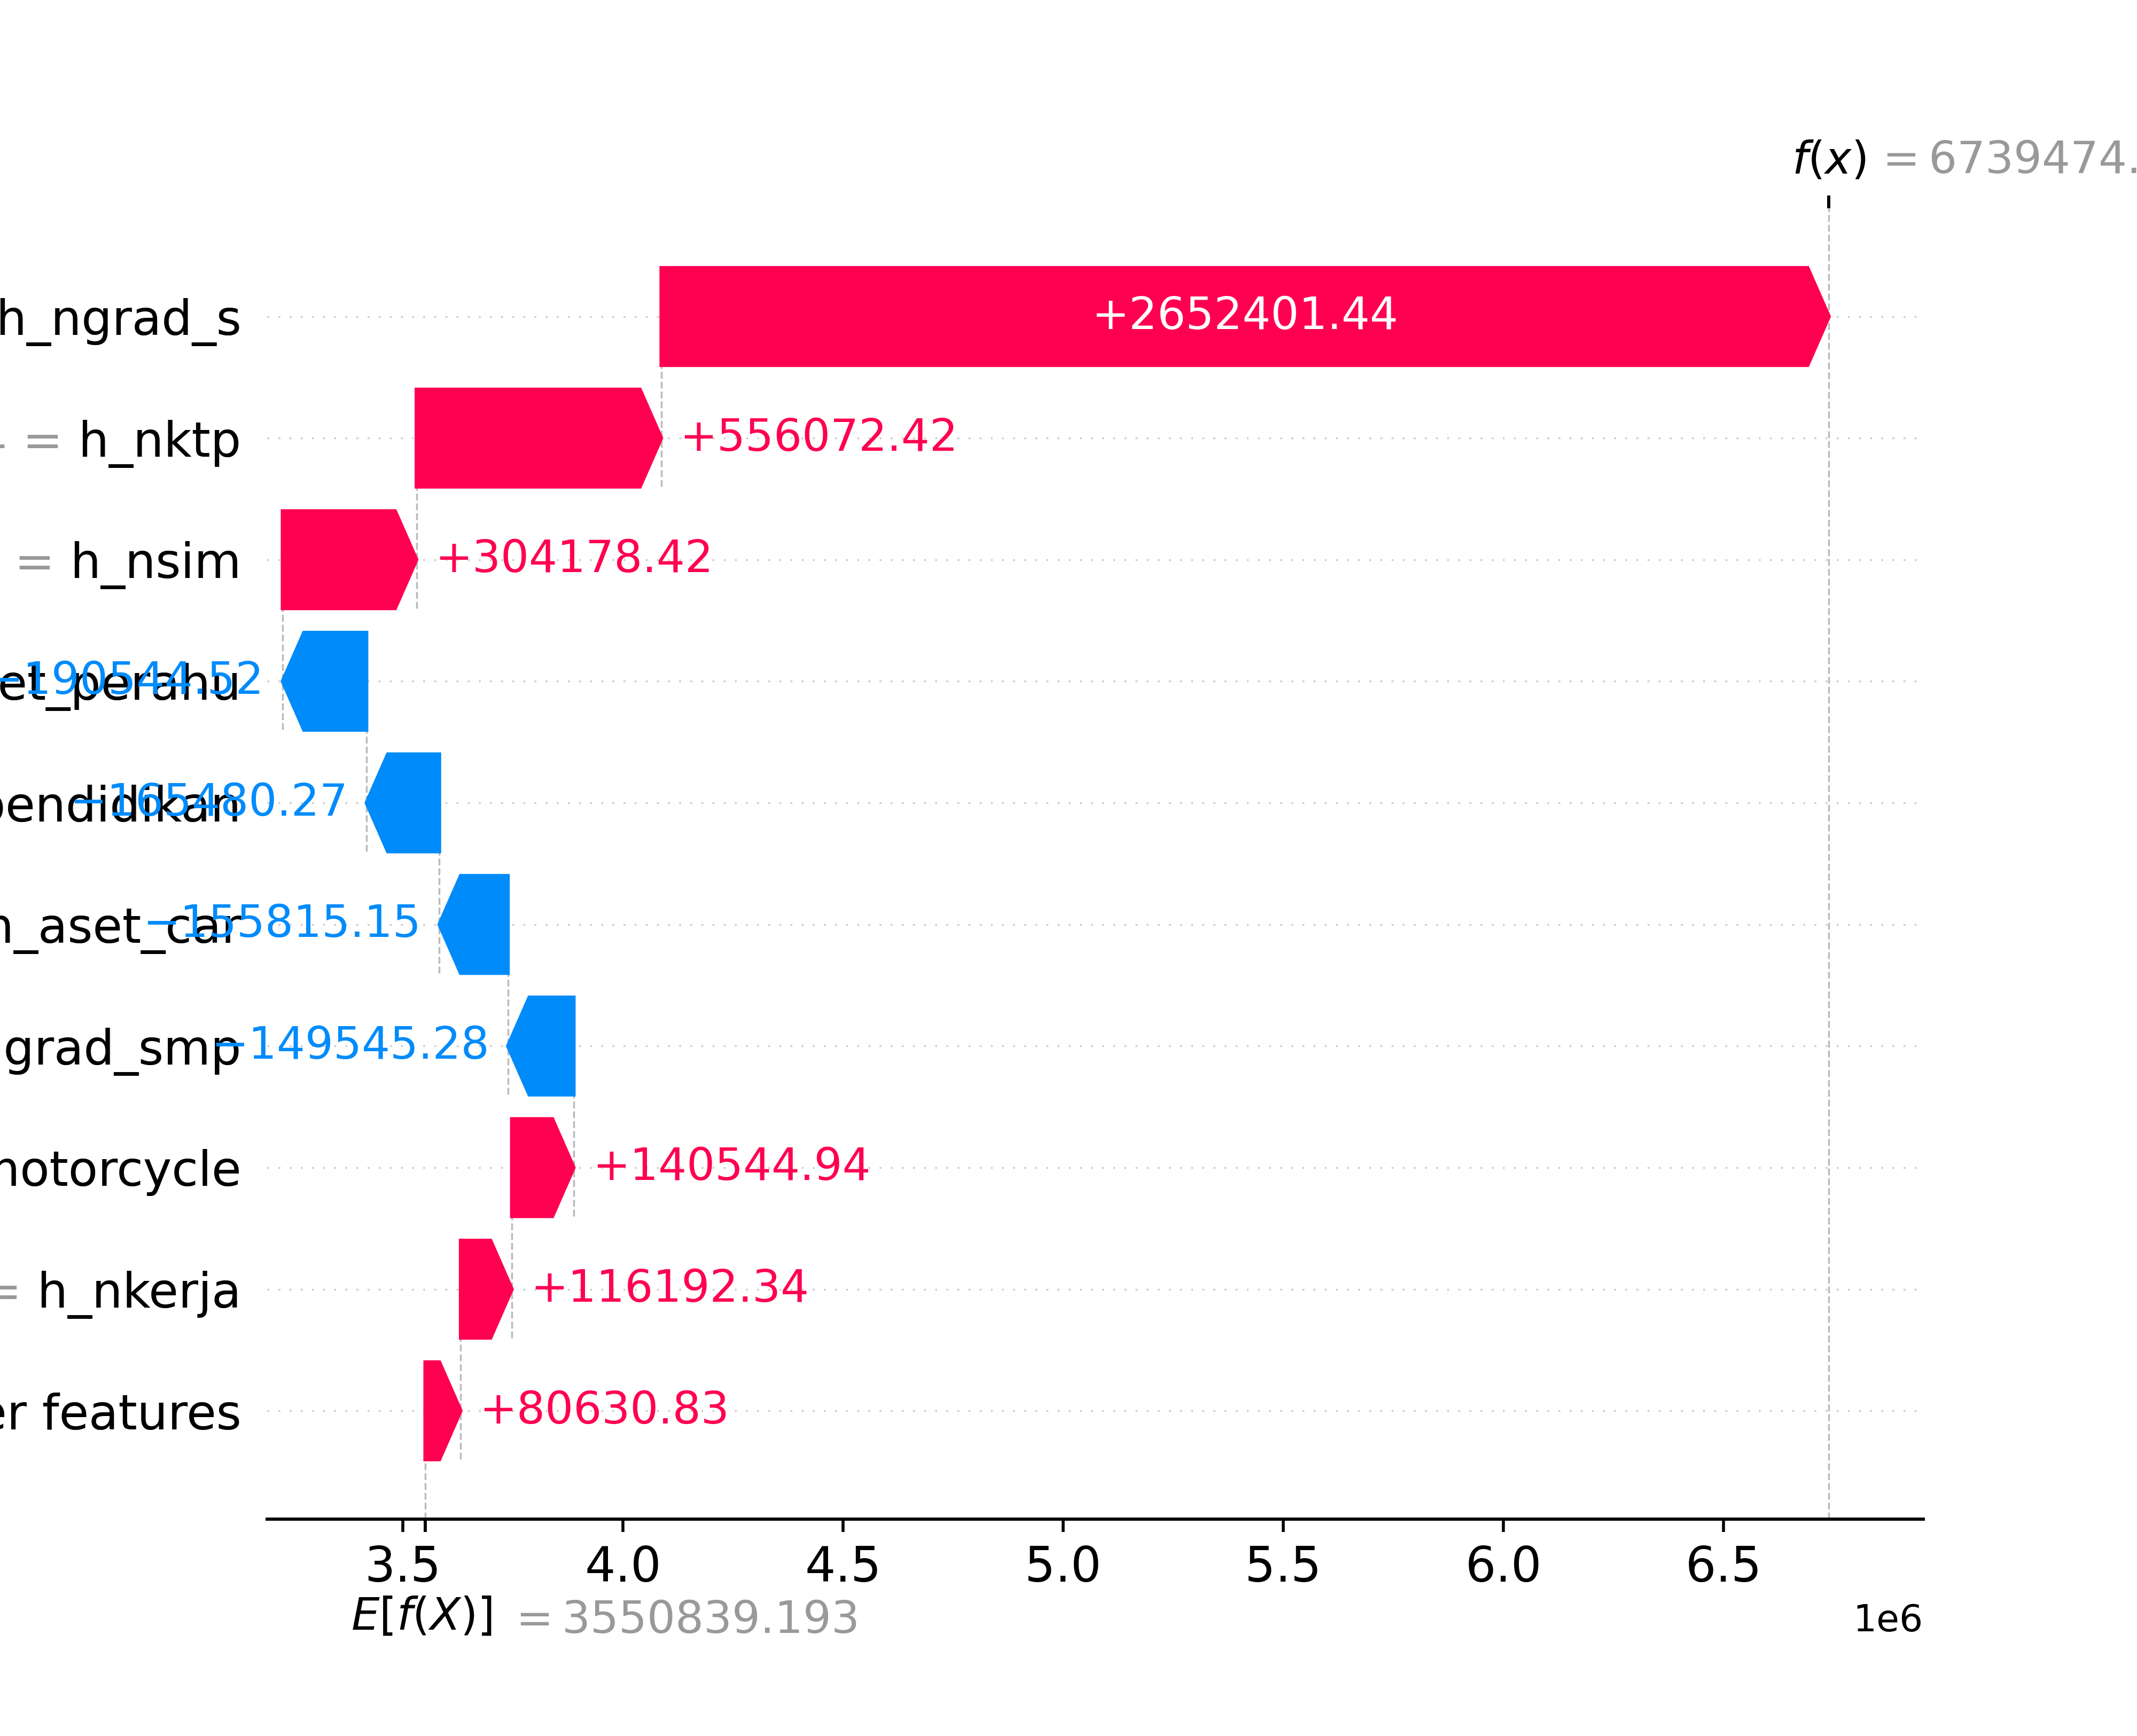 f(x) = 6739474.
h_ngrad_s +2652401.44
= h_nktp +556072.42
= h_nsim +304178.42
et_perahu −190544.52
pendidikan −165480.27
h_aset_car −155815.15
grad_smp −149545.28
motorcycle +140544.94
= h_nkerja +116192.34
er features +80630.83
3.5 4.0 4.5 5.0 5.5 6.0 6.5
E[f(X)] = 3550839.193
1e6